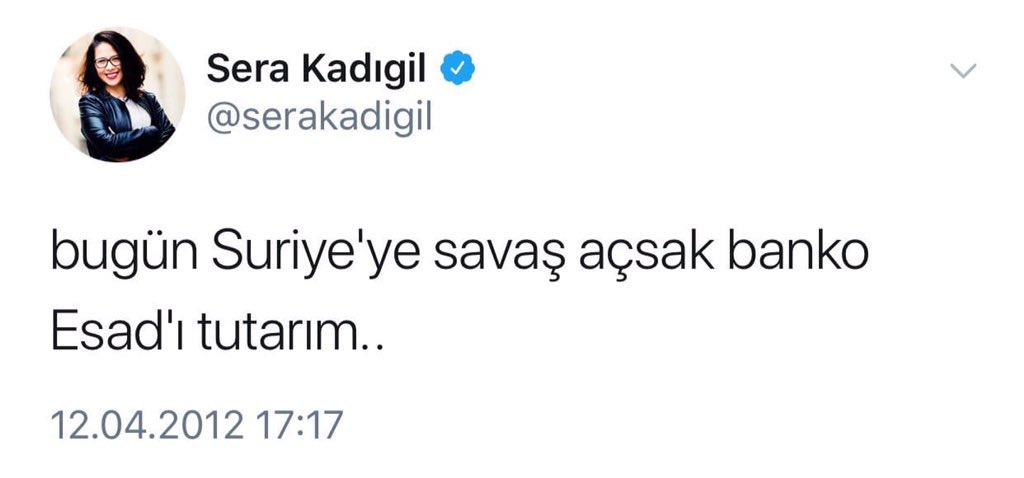 Sera Kadıgil
@serakadigil
bugün Suriye'ye savaş açsak banko
Esad'ı tutarım..
12.04.2012 17:17